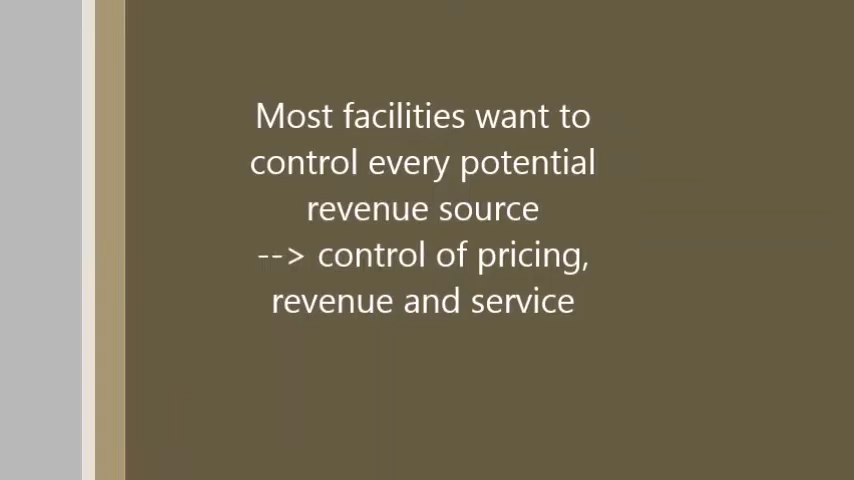 Most facilities want to
control every potential
revenue source
--> control of pricing,
revenue and service